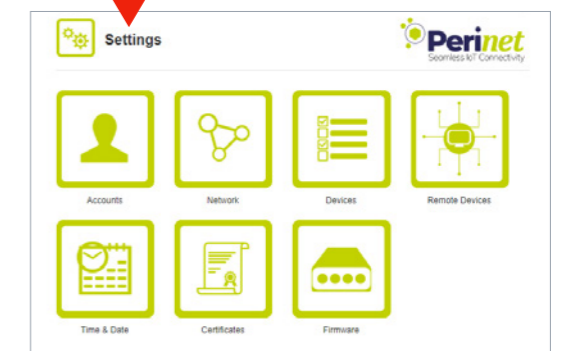 Settings
Perinet
Seamless IoT Connectivity
Accounts
Network
Devices
Remote Devices
Time & Date
Certificates
Firmware